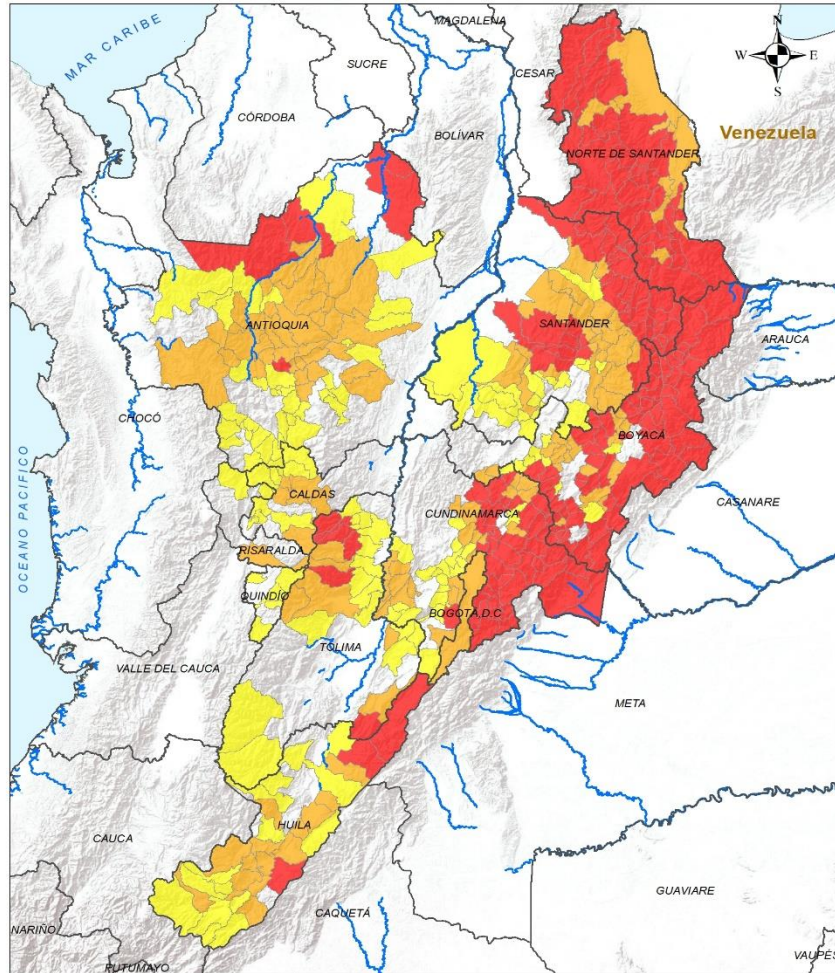 MAGDALENA
N
W E
S
MAR CARIBE
SUCRE
CESAR
CÓRDOBA
BOLÍVAR
Venezuela
NORTE DE SANTANDER
ANTIOQUIA
SANTANDER
ARAUCA
CHOCÓ
BOYACÁ
OCEANO PACIFICO
CALDAS
CUNDINAMARCA
CASANARE
RISARALDA
QUINDÍO
BOGOTÁ, D.C
TOLIMA
VALLE DEL CAUCA
META
HUILA
CAUCA
GUAVIARE
CAQUETÁ
NARIÑO
PUTUMAYO
VAUPÉS